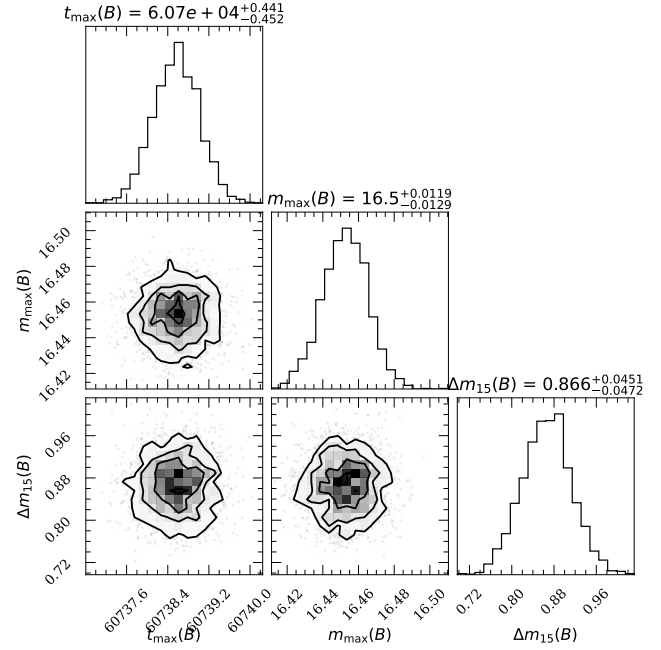 t_max(B) = 6.07e + 04^{+0.441}_{−0.452}
m_max(B) = 16.5^{+0.0119}_{−0.0129}
m_max(B)
16.50
16.48
16.46
16.44
16.42
Δm_15(B) = 0.866^{+0.0451}_{−0.0472}
Δm_15(B)
0.96
0.88
0.80
0.72
60737.6 60738.4 60739.2 60740.0
16.42 16.44 16.46 16.48 16.50
0.72 0.80 0.88 0.96
t_max(B) m_max(B) Δm_15(B)